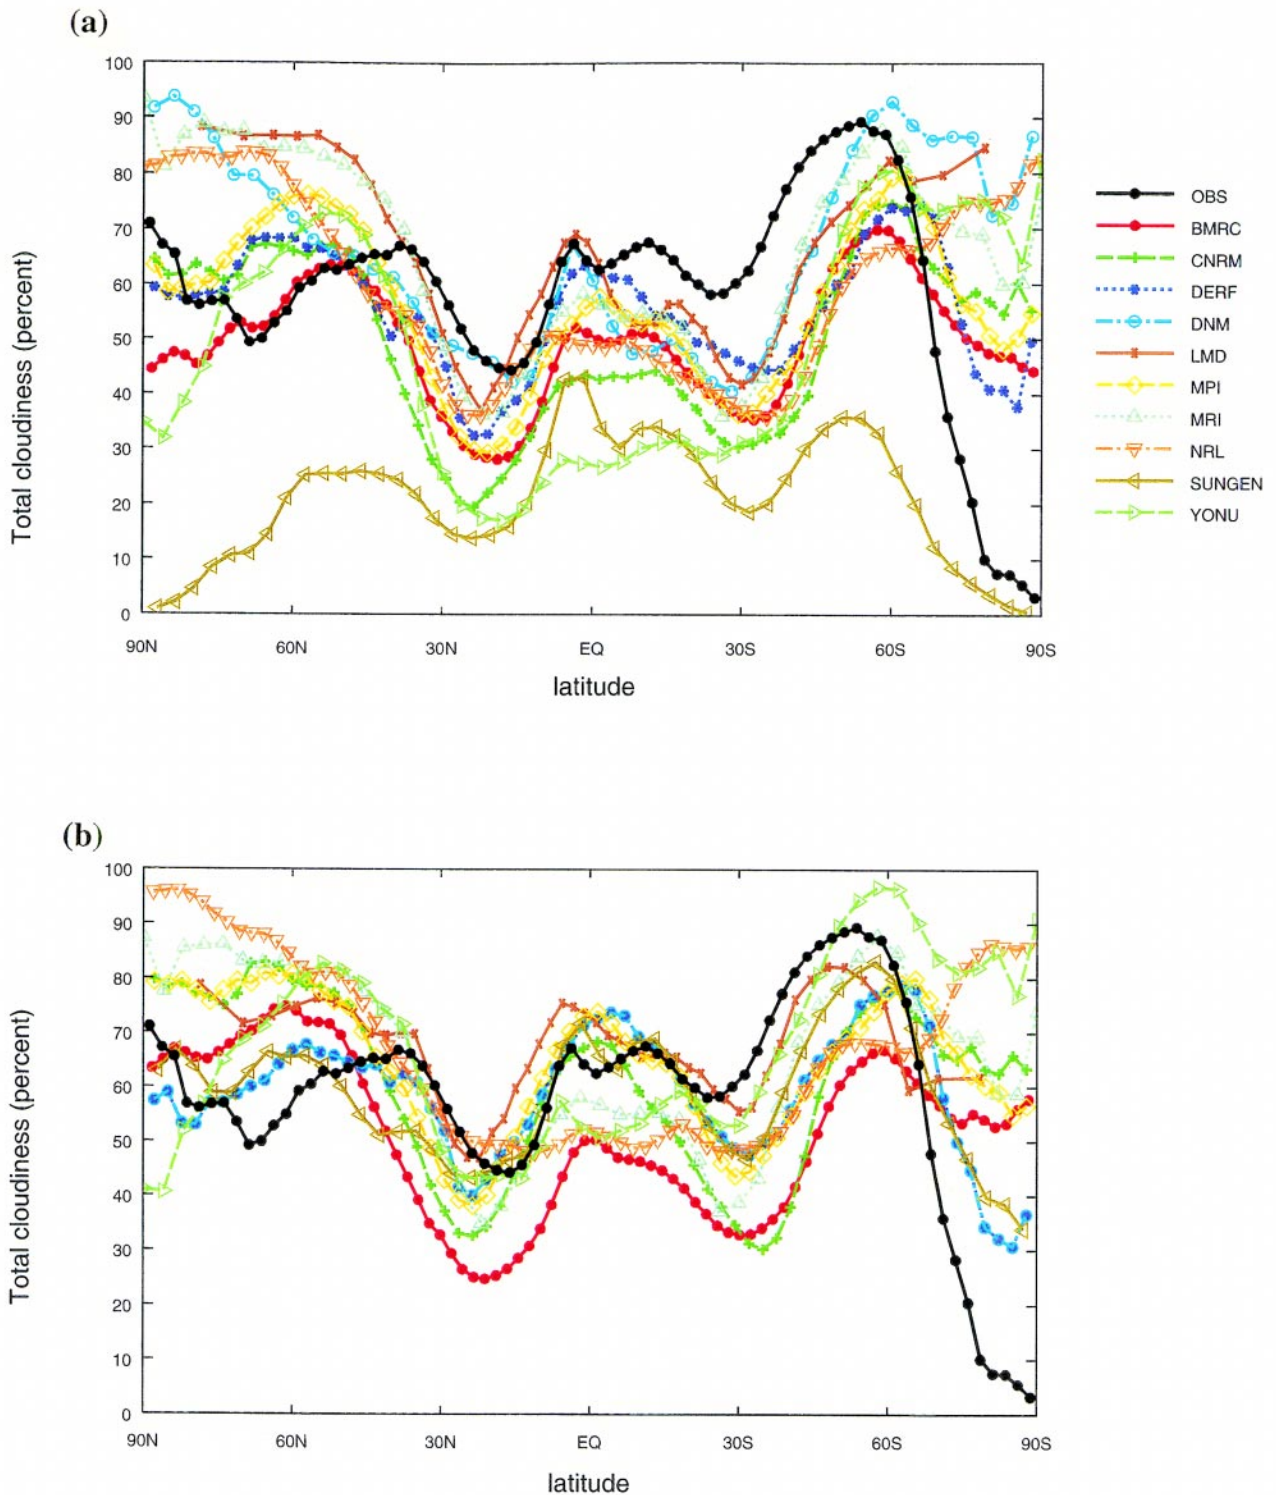 (a)
Total cloudiness (percent)
100
90
80
70
60
50
40
30
20
10
0
90N 60N 30N EQ 30S 60S 90S
latitude
OBS
BMRC
CNRM
DERF
DNM
LMD
MPI
MRI
NRL
SUNGEN
YONU
(b)
Total cloudiness (percent)
100
90
80
70
60
50
40
30
20
10
0
90N 60N 30N EQ 30S 60S 90S
latitude